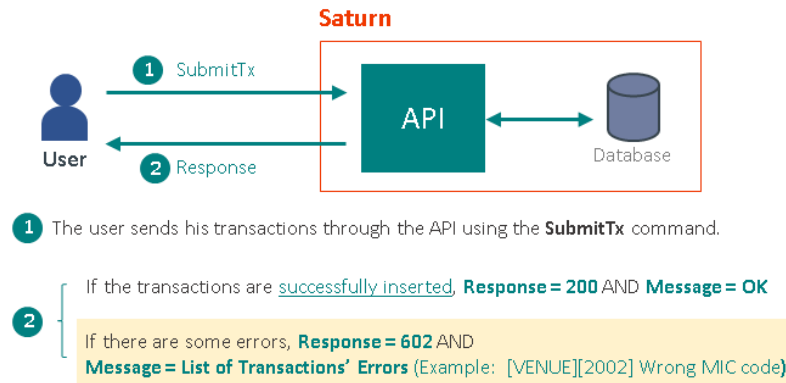 Saturn
1 SubmitTx
API
User
Database
2 Response
1 The user sends his transactions through the API using the SubmitTx command.
2
If the transactions are successfully inserted, Response = 200 AND Message = OK
If there are some errors, Response = 602 AND
Message = List of Transactions' Errors (Example: [VENUE][2002] Wrong MIC code)